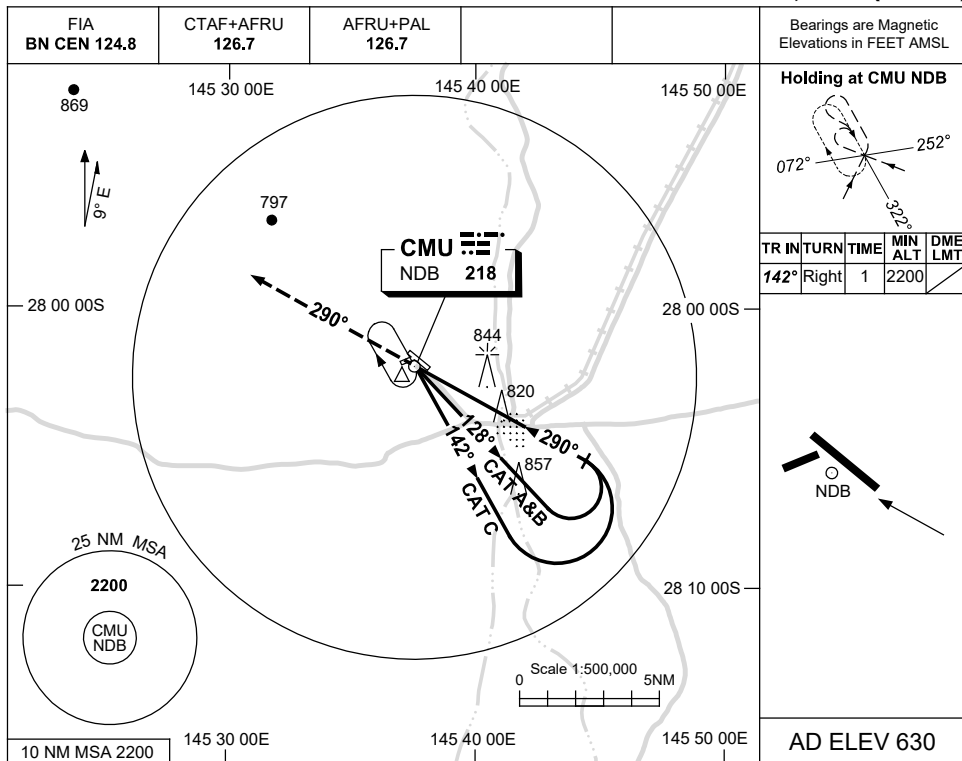 FIA
BN CEN 124.8
CTAF+AFRU
126.7
AFRU+PAL
126.7
Bearings are Magnetic
Elevations in FEET AMSL
145 30 00E
145 40 00E
145 50 00E
869
9° E
797
CMU
NDB 218
28 00 00S
28 00 00S
290°
844
820
290°
128°
CAT A&B
142°
CAT C
857
25 NM MSA
2200
CMU
NDB
28 10 00S
Scale 1:500,000
0
5NM
10 NM MSA 2200
145 30 00E
145 40 00E
145 50 00E
Holding at CMU NDB
252°
072°
322°
TR IN TURN TIME MIN ALT DME LMT
142° Right 1 2200
NDB
AD ELEV 630